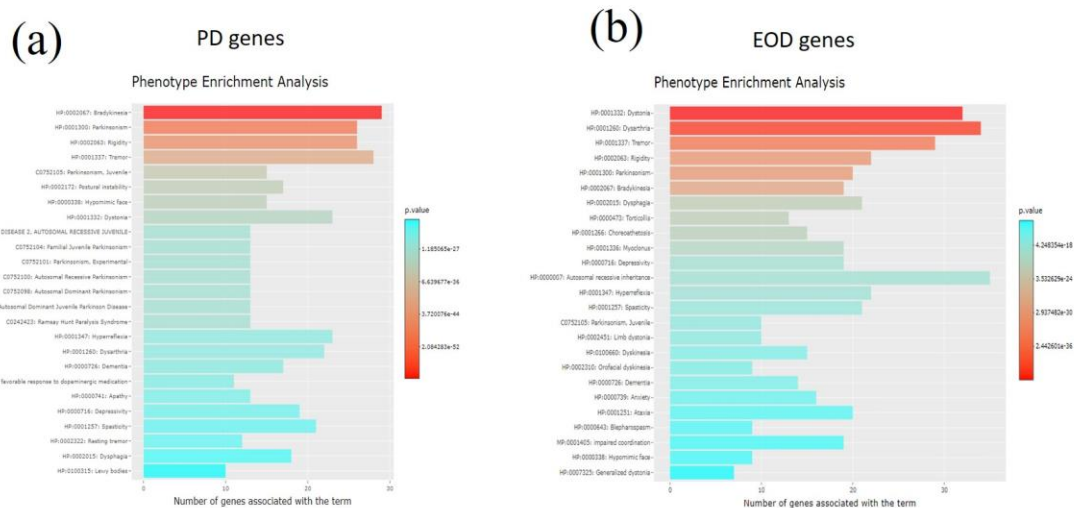 (a)
PD genes
Phenotype Enrichment Analysis
HP:0002067: Bradykinesia
HP:0001300: Parkinsonism
HP:0002063: Rigidity
HP:0001337: Tremor
C0752105: Parkinsonism, Juvenile
HP:0002172: Postural instability
HP:0000338: Hypomimic face
HP:0001332: Dystonia
DISEASE 2, AUTOSOMAL RECESSIVE JUVENILE
C0752104: Familial Juvenile Parkinsonism
C0752101: Parkinsonism, Experimental
C0752100: Autosomal Recessive Parkinsonism
C0752098: Autosomal Dominant Parkinsonism
Autosomal Dominant Juvenile Parkinson Disease
C0242423: Ramsay Hunt Paralysis Syndrome
HP:0001347: Hyperreflexia
HP:0001260: Dysarthria
HP:0000726: Dementia
favorable response to dopaminergic medication
HP:0000741: Apathy
HP:0000716: Depressivity
HP:0001257: Spasticity
HP:0002322: Resting tremor
HP:0002015: Dysphagia
HP:0100315: Lewy bodies
0 10 20 30
Number of genes associated with the term
p.value
1.165065e-27
6.639677e-36
3.720076e-44
2.084283e-52
(b)
EOD genes
Phenotype Enrichment Analysis
HP:0001332: Dystonia
HP:0001260: Dysarthria
HP:0001337: Tremor
HP:0002063: Rigidity
HP:0001300: Parkinsonism
HP:0002067: Bradykinesia
HP:0002015: Dysphagia
HP:0000473: Torticollis
HP:0001266: Choreoathetosis
HP:0001336: Myoclonus
HP:0000716: Depressivity
HP:0000007: Autosomal recessive inheritance
HP:0001347: Hyperreflexia
HP:0001257: Spasticity
C0752105: Parkinsonism, Juvenile
HP:0002451: Limb dystonia
HP:0100660: Dyskinesia
HP:0002310: Orofacial dyskinesia
HP:0000726: Dementia
HP:0000739: Anxiety
HP:0001251: Ataxia
HP:0000643: Blepharospasm
MP:0001405: impaired coordination
HP:0000338: Hypomimic face
HP:0007325: Generalized dystonia
0 10 20 30
Number of genes associated with the term
p.value
4.248354e-18
3.532629e-24
2.937482e-30
2.442601e-36